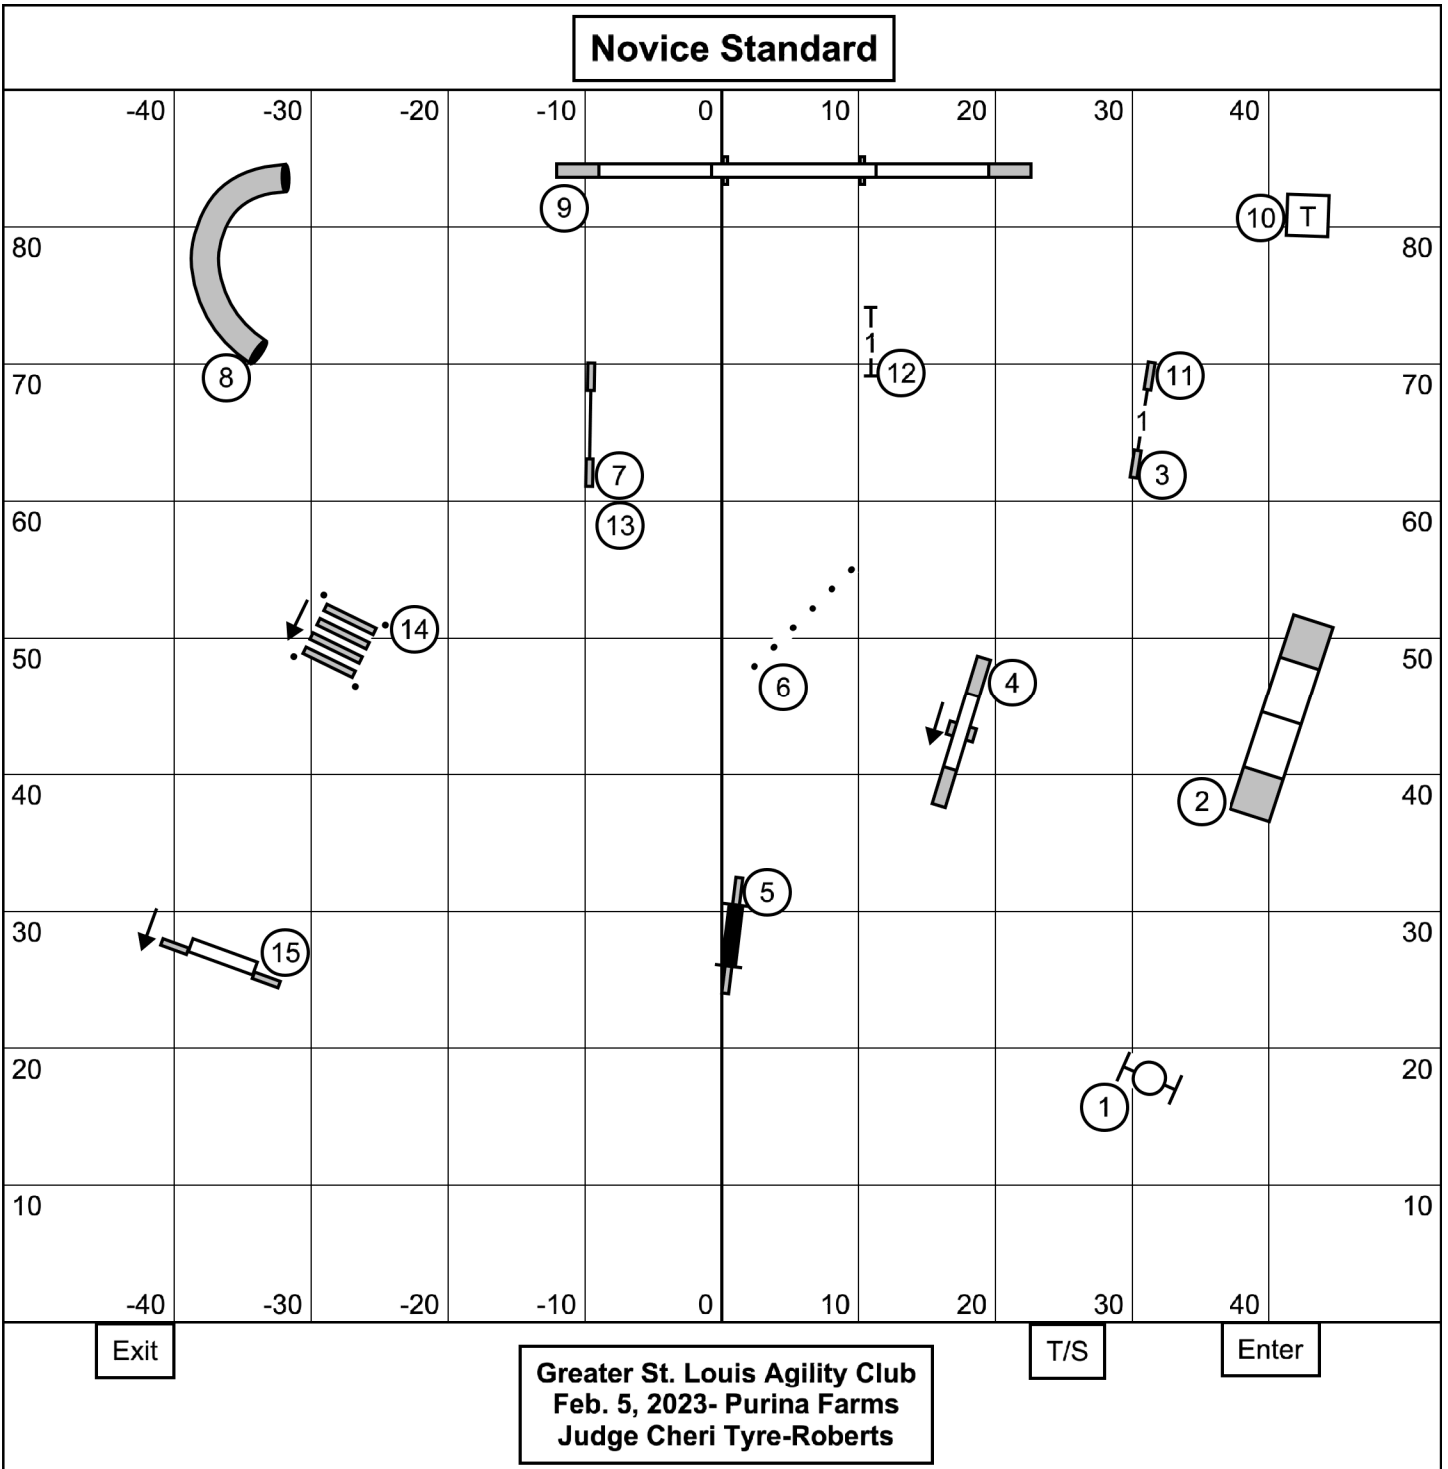 Novice Standard
-40 -30 -20 -10 0 10 20 30 40
9
10 T
80 80
T
1
1
8 12 11
70 70
1
7 3
60 13 60
14
50 6 4 50
40 2 40
5
30 15 30
20 1 20
10 10
-40 -30 -20 -10 0 10 20 30 40
Exit T/S Enter
Greater St. Louis Agility Club
Feb. 5, 2023- Purina Farms
Judge Cheri Tyre-Roberts